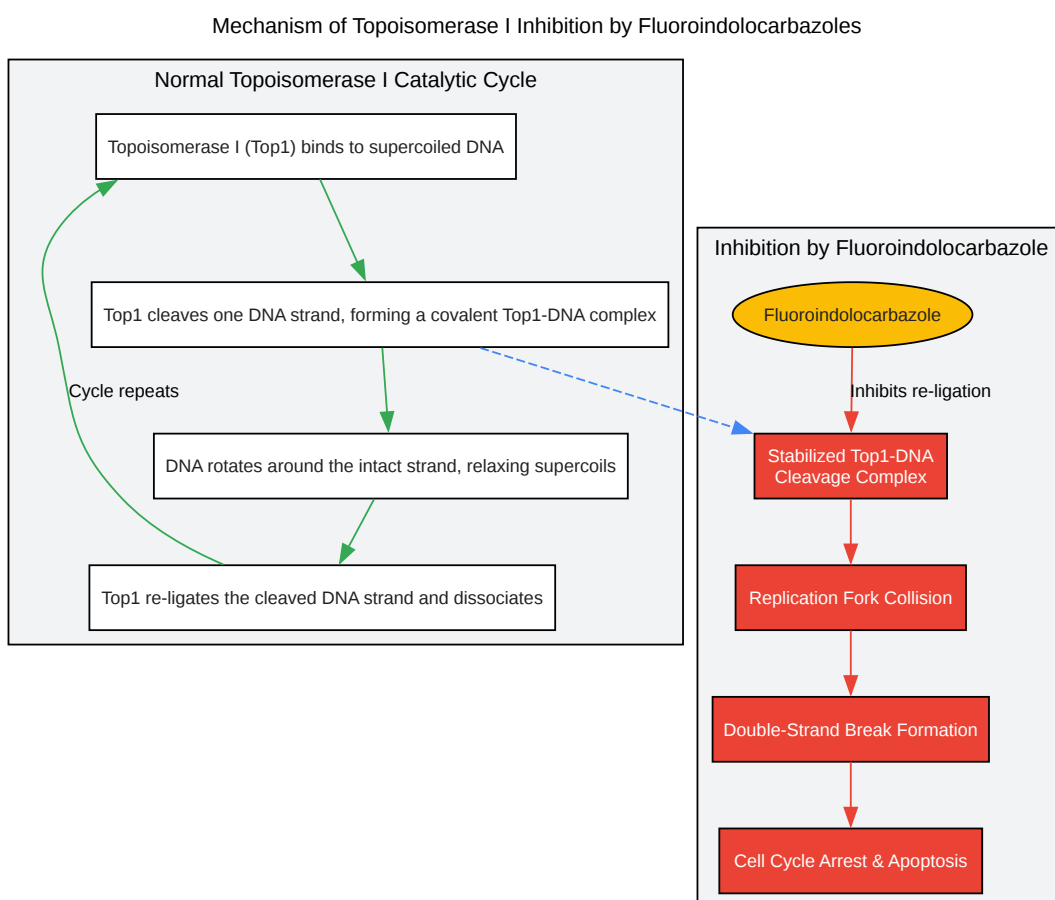 Mechanism of Topoisomerase I Inhibition by Fluoroindolocarbazoles
Normal Topoisomerase I Catalytic Cycle
Topoisomerase I (Top1) binds to supercoiled DNA
Top1 cleaves one DNA strand, forming a covalent Top1-DNA complex
Cycle repeats
DNA rotates around the intact strand, relaxing supercoils
Top1 re-ligates the cleaved DNA strand and dissociates
Inhibition by Fluoroindolocarbazole
Fluoroindolocarbazole
Inhibits re-ligation
Stabilized Top1-DNA
Cleavage Complex
Replication Fork Collision
Double-Strand Break Formation
Cell Cycle Arrest & Apoptosis